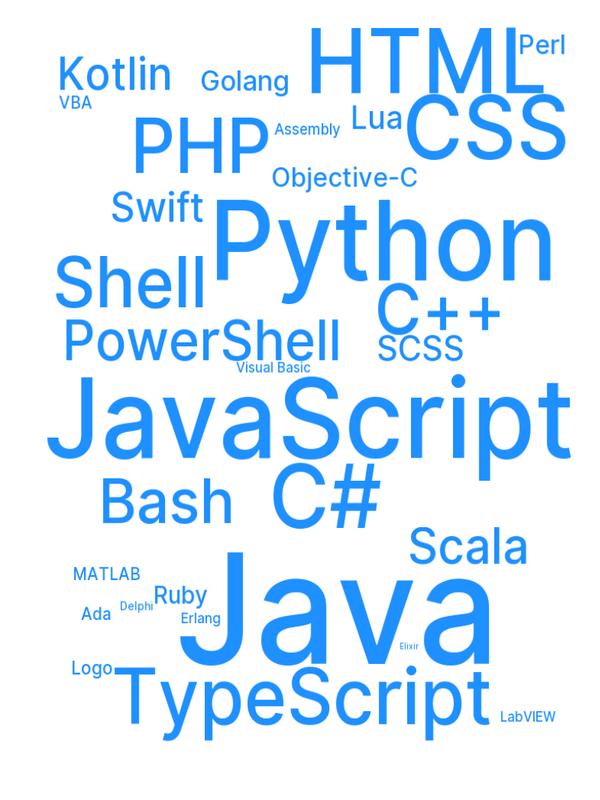 HTML
Perl
Kotlin
Golang
VBA
CSS
Lua
PHP
Assembly
Objective-C
Swift
Python
Shell
C++
PowerShell
SCSS
Visual Basic
JavaScript
Bash
C#
Scala
Java
MATLAB
Ruby
Delphi
Ada
Erlang
Elixir
Logo
TypeScript
LabVIEW